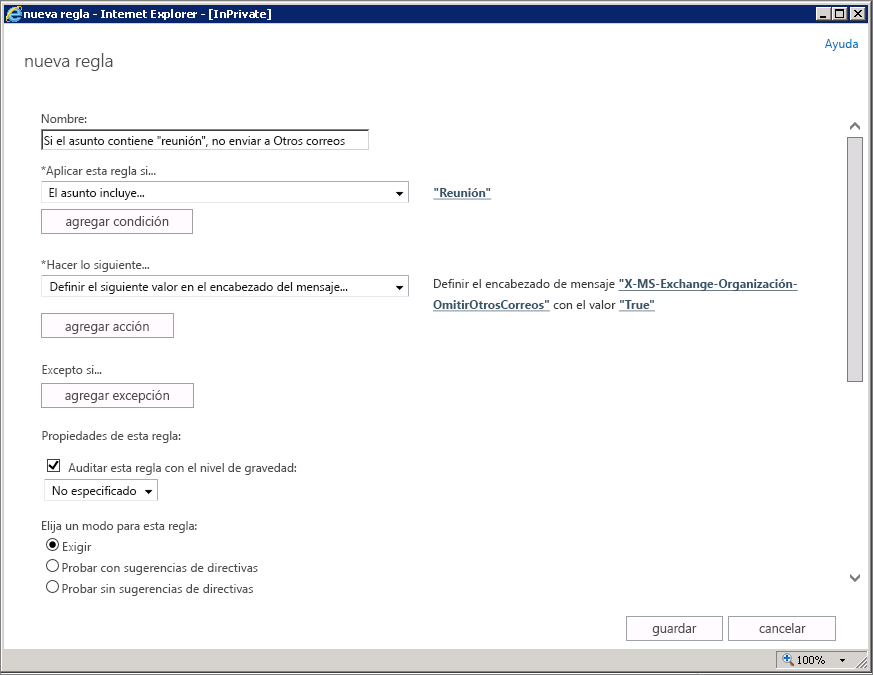 nueva regla - Internet Explorer - [InPrivate]
Ayuda
nueva regla
Nombre:
Si el asunto contiene "reunión", no enviar a Otros correos
*Aplicar esta regla si...
El asunto incluye...
"Reunión"
agregar condición
*Hacer lo siguiente...
Definir el siguiente valor en el encabezado del mensaje...
Definir el encabezado de mensaje "X-MS-Exchange-Organización-
OmitirOtrosCorreos" con el valor "True"
agregar acción
Excepto si...
agregar excepción
Propiedades de esta regla:
Auditar esta regla con el nivel de gravedad:
No especificado
Elija un modo para esta regla:
Exigir
Probar con sugerencias de directivas
Probar sin sugerencias de directivas
guardar
cancelar
100%